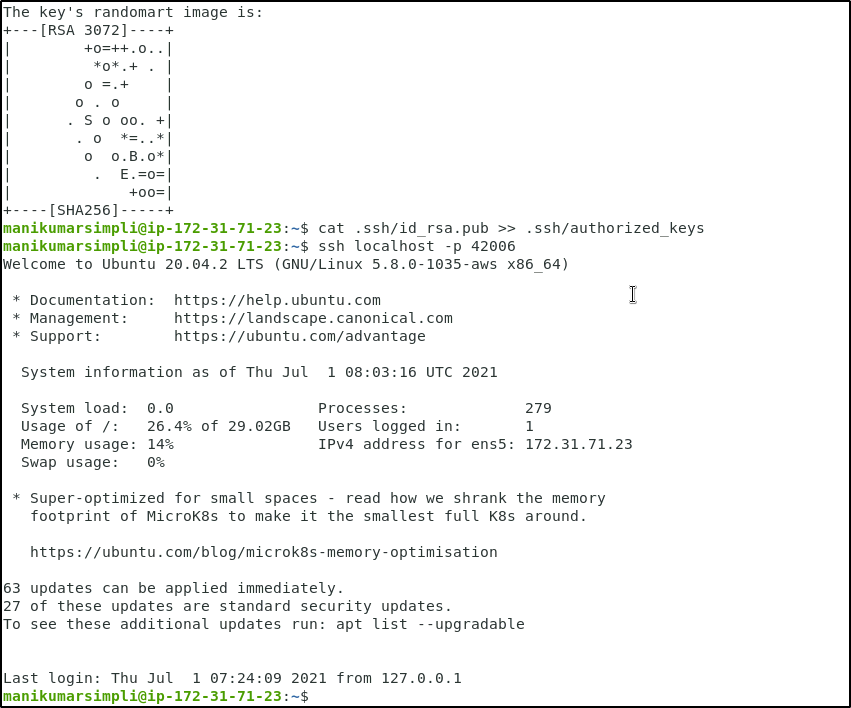 The key's randomart image is:
+---[RSA 3072]----+
|        +o=++.o..|
|         *o*.+ . |
|        o =.+    |
|       o . o     |
|      . S o oo. +|
|       . o  *=..*|
|        o  o.B.o*|
|         .  E.=o=|
|             +oo=|
+----[SHA256]-----+
manikumarsimpli@ip-172-31-71-23:~$ cat .ssh/id_rsa.pub >> .ssh/authorized_keys
manikumarsimpli@ip-172-31-71-23:~$ ssh localhost -p 42006
Welcome to Ubuntu 20.04.2 LTS (GNU/Linux 5.8.0-1035-aws x86_64)

 * Documentation:  https://help.ubuntu.com
 * Management:     https://landscape.canonical.com
 * Support:        https://ubuntu.com/advantage

  System information as of Thu Jul  1 08:03:16 UTC 2021

  System load:  0.0                Processes:             279
  Usage of /:   26.4% of 29.02GB   Users logged in:       1
  Memory usage: 14%                IPv4 address for ens5: 172.31.71.23
  Swap usage:   0%

 * Super-optimized for small spaces - read how we shrank the memory
   footprint of MicroK8s to make it the smallest full K8s around.

   https://ubuntu.com/blog/microk8s-memory-optimisation

63 updates can be applied immediately.
27 of these updates are standard security updates.
To see these additional updates run: apt list --upgradable


Last login: Thu Jul  1 07:24:09 2021 from 127.0.0.1
manikumarsimpli@ip-172-31-71-23:~$